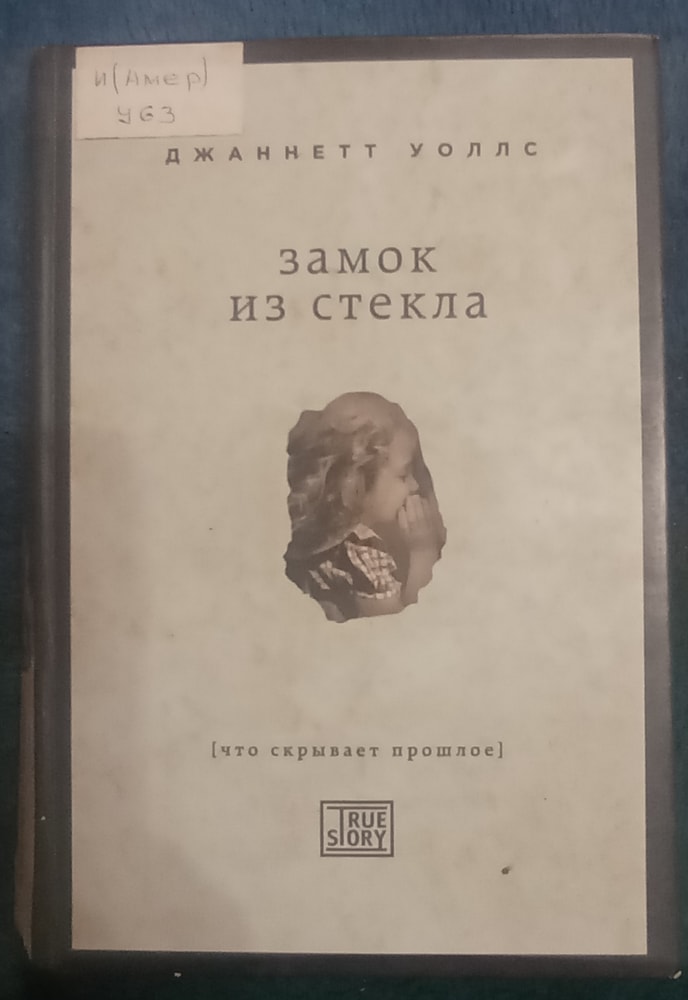 И(Амер)
У63
ДЖАННЕТТ УОЛЛС
замок
из стекла
[что скрывает прошлое]
TRUE
STORY